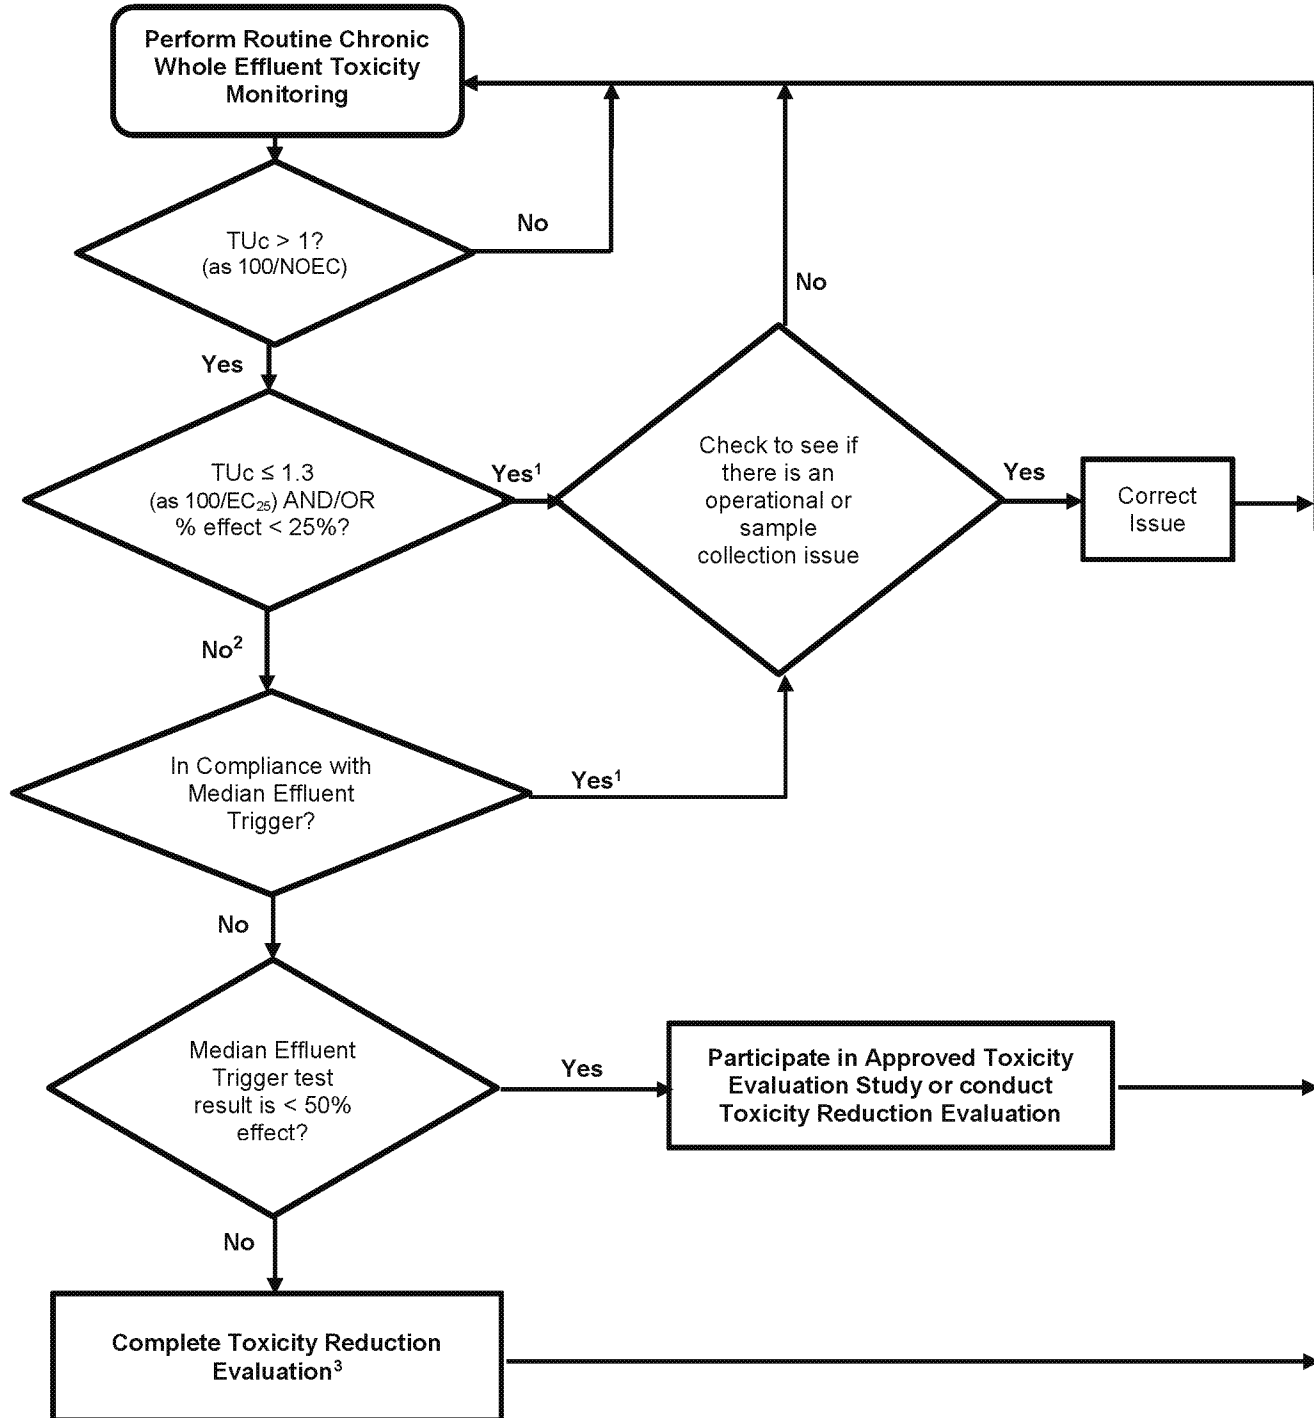 Perform Routine Chronic
Whole Effluent Toxicity
Monitoring
No
TUc > 1?
(as 100/NOEC)
No
Yes
TUc ≤ 1.3
(as 100/EC₂₅) AND/OR
% effect < 25%?
Yes¹
Check to see if
there is an
operational or
sample
collection issue
Yes
Correct
Issue
No²
In Compliance with
Median Effluent
Trigger?
Yes¹
No
Median Effluent
Trigger test
result is < 50%
effect?
Yes
Participate in Approved Toxicity
Evaluation Study or conduct
Toxicity Reduction Evaluation
No
Complete Toxicity Reduction
Evaluation³